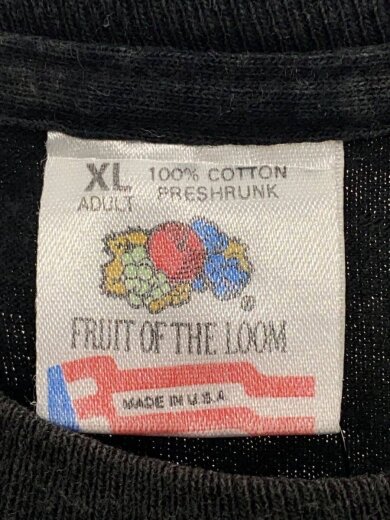 XL 100% COTTON
ADULT PRESHRUNK
®
FRUIT OF THE LOOM
MADE IN U.S.A